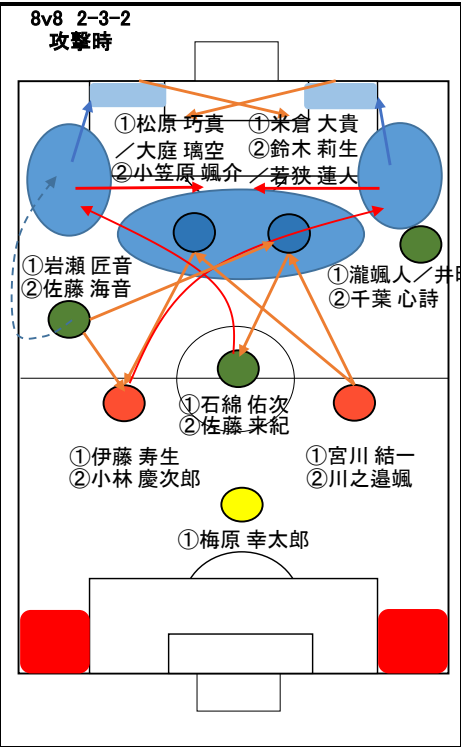 8v8 2-3-2
攻撃時
①松原 巧真
／大庭 璃空
②小笠原 颯介
①米倉 大貴
②鈴木 莉生
／若狭 蓮人
①岩瀬 匠音
②佐藤 海音
①瀧颯人／井
②千葉 心詩
①石綿 佑次
②佐藤 来紀
①伊藤 寿生
②小林 慶次郎
①宮川 結一
②川之邉颯
①梅原 幸太郎